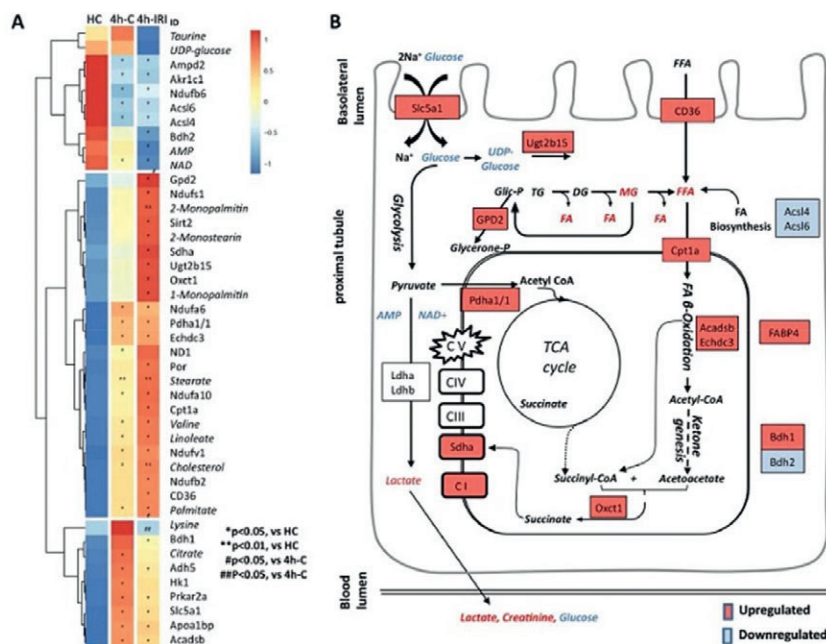 A
HC 4h-C 4h-IRI ID
Taurine
UDP-glucose
Ampd2
Akr1c1
Ndufb6
Acsl6
Acsl4
Bdh2
AMP
NAD
Gpd2
Ndufs1
2-Monopalmitin
Sirt2
2-Monostearin
Sdha
Ugt2b15
Oxct1
1-Monopalmitin
Ndufa6
Pdha1/1
Echdc3
ND1
Por
Stearate
Ndufa10
Cpt1a
Valine
Linoleate
Ndufv1
Cholesterol
Ndufb2
CD36
Palmitate
Lysine
Bdh1
Citrate
Adh5
Hk1
Prkar2a
Slc5a1
Apoa1bp
Acadsb
1
0.5
0
-0.5
-1
*p<0.05, vs HC
**p<0.01, vs HC
#p<0.05, vs 4h-C
##P<0.05, vs 4h-C
B
Basolateral
lumen
proximal tubule
Blood
lumen
2Na⁺ Glucose
FFA
Slc5a1
CD36
Na⁺
Glucose
UDP-
Glucose
Ugt2b15
Glic-P TG DG MG FFA
FA FA FA
GPD2
Glycerone-P
FA
Biosynthesis
Acsl4
Acsl6
Glycolysis
Cpt1a
Pyruvate
Acetyl CoA
Pdha1/1
AMP NAD+
FA β-Oxidation
Acadsb
Echdc3
FABP4
C V
TCA
cycle
Ldha
Ldhb
CIV
Acetyl-CoA
Succinate
CIII
Ketone
genesis
Bdh1
Bdh2
Sdha
Lactate
C I
Succinyl-CoA + Acetoacetate
Oxct1
Succinate
Lactate, Creatinine, Glucose
Upregulated
Downregulated